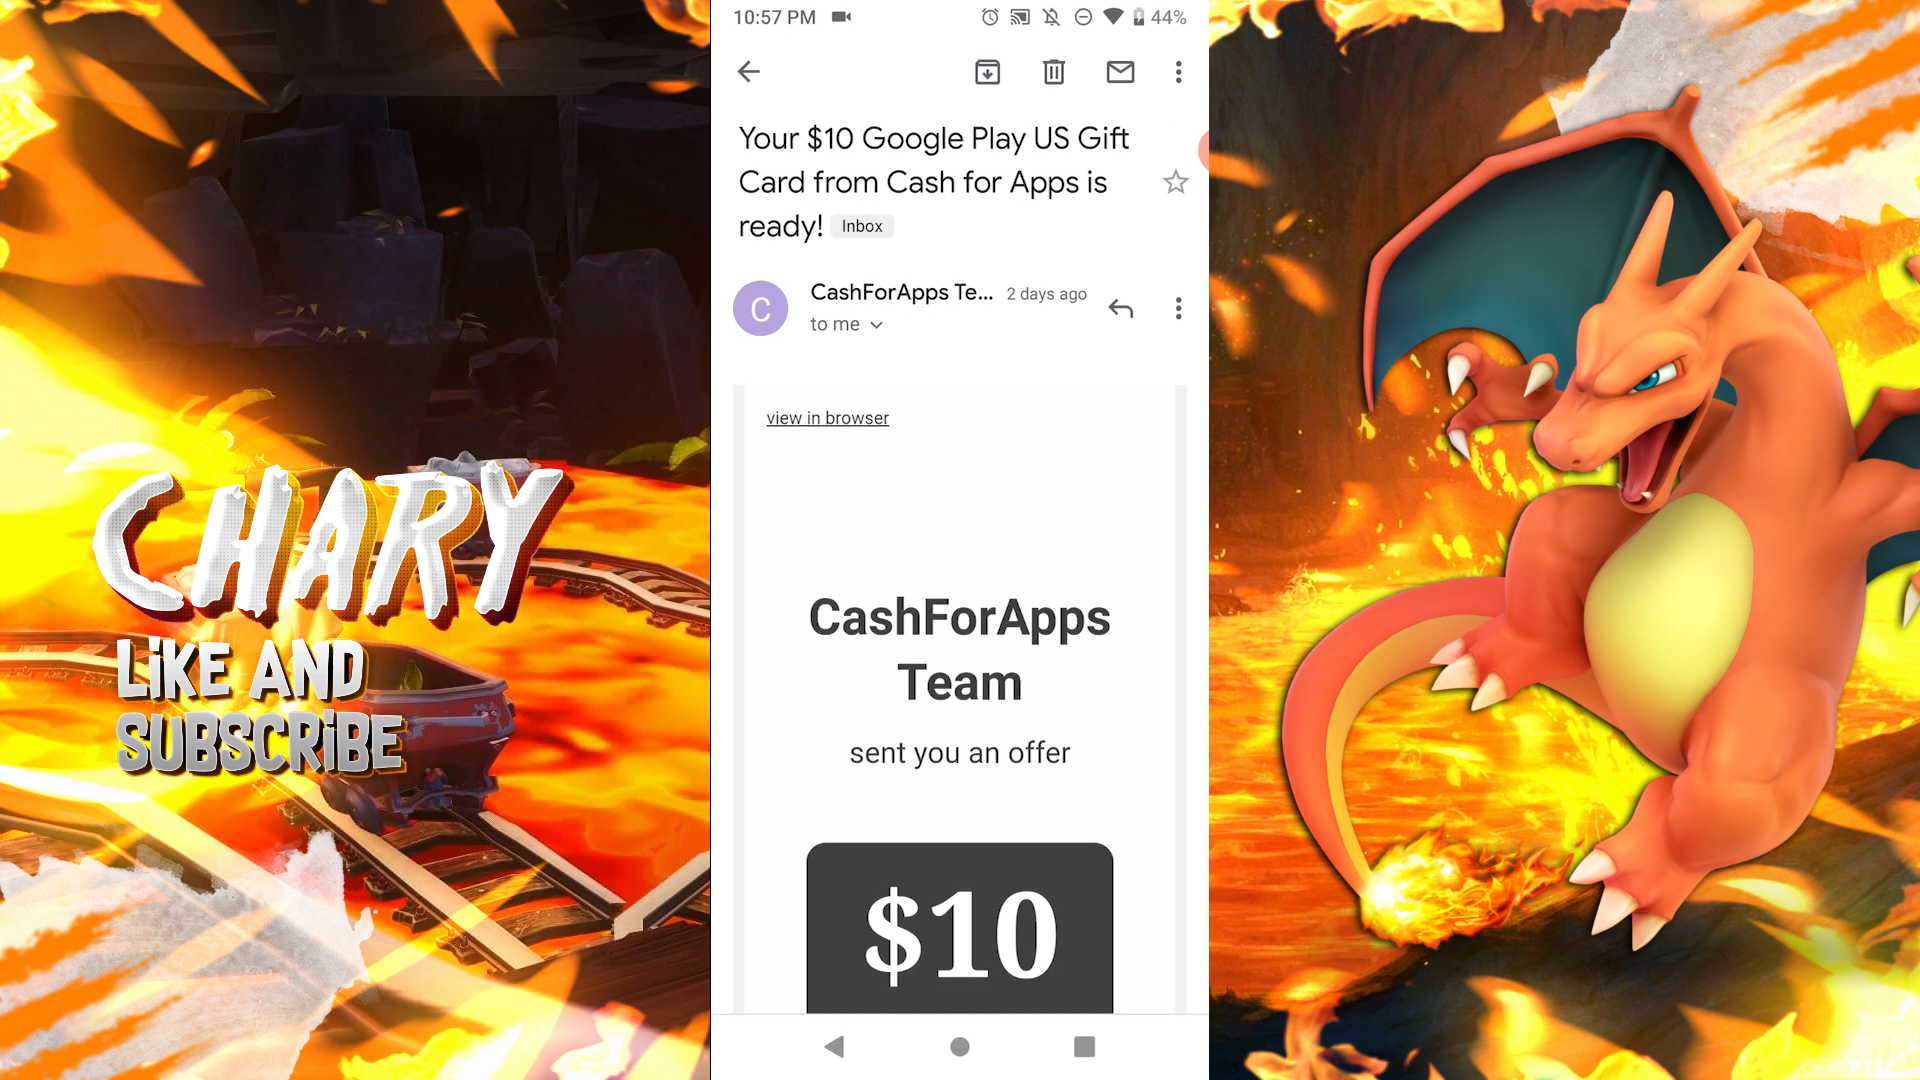 CHARY
LIKE AND
SUBSCRIBE
10:57 PM
44%
Your $10 Google Play US Gift
Card from Cash for Apps is
ready! Inbox
C
CashForApps Te... 2 days ago
to me
view in browser
CashForApps
Team
sent you an offer
$10